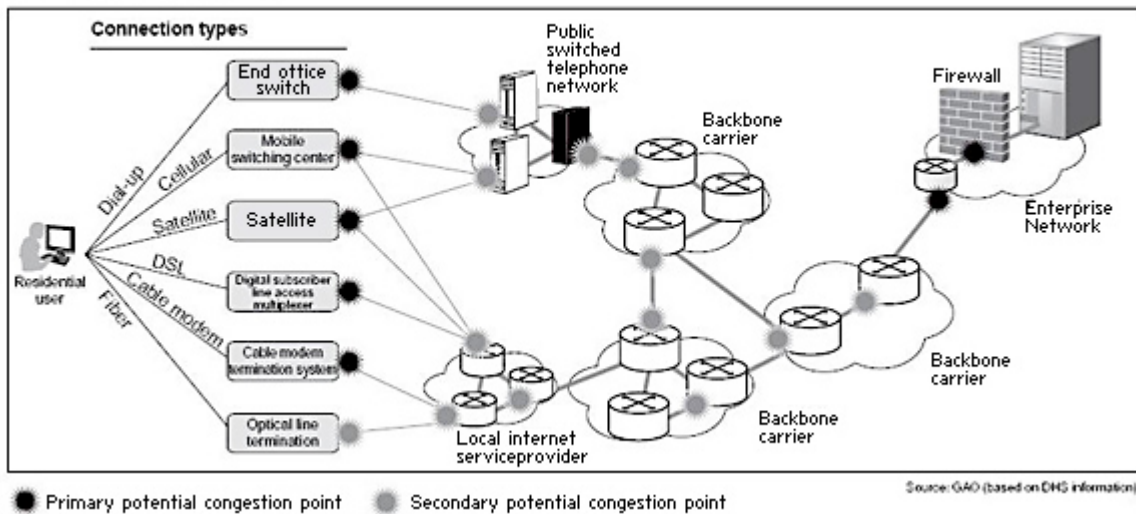 Connection types
End office
switch
Mobile
switching center
Satellite
Digital subscriber
line access
multiplexer
Cable modem
termination system
Optical line
termination
Dial-up
Cellular
Satellite
DSL
Cable modem
Fiber
Residential
user
Public
switched
telephone
network
Backbone
carrier
Firewall
Enterprise
Network
Backbone
carrier
Backbone
carrier
Local internet
serviceprovider
Primary potential congestion point
Secondary potential congestion point
Source: GAO (based on DHS information)